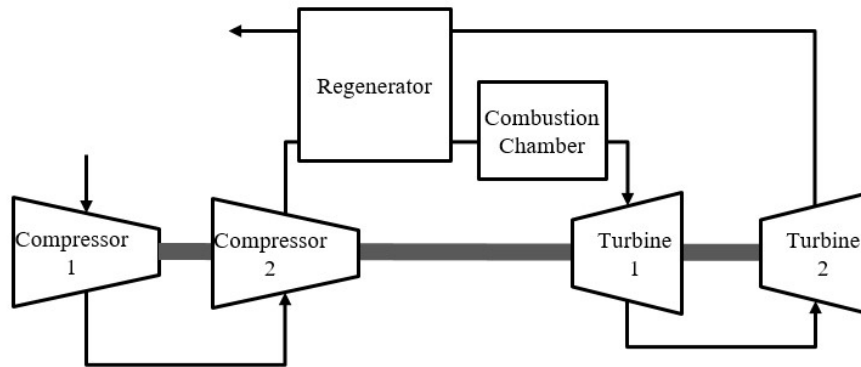 Regenerator
Combustion
Chamber
Compressor
1
Compressor
2
Turbine
1
Turbine
2